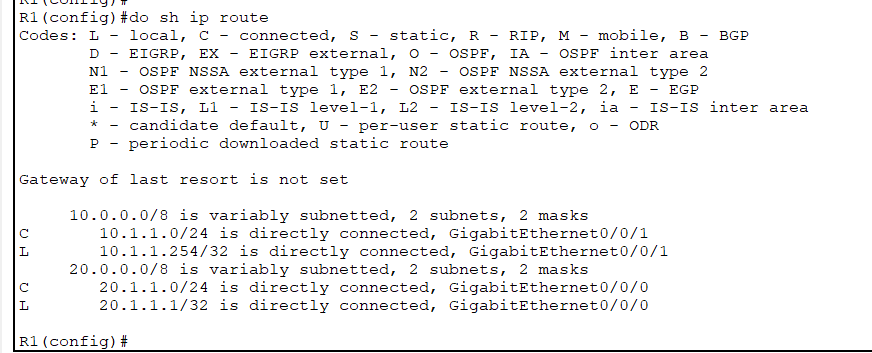 R1(config)#
R1(config)#do sh ip route
Codes: L - local, C - connected, S - static, R - RIP, M - mobile, B - BGP
       D - EIGRP, EX - EIGRP external, O - OSPF, IA - OSPF inter area
       N1 - OSPF NSSA external type 1, N2 - OSPF NSSA external type 2
       E1 - OSPF external type 1, E2 - OSPF external type 2, E - EGP
       i - IS-IS, L1 - IS-IS level-1, L2 - IS-IS level-2, ia - IS-IS inter area
       * - candidate default, U - per-user static route, o - ODR
       P - periodic downloaded static route
Gateway of last resort is not set
     10.0.0.0/8 is variably subnetted, 2 subnets, 2 masks
C       10.1.1.0/24 is directly connected, GigabitEthernet0/0/1
L       10.1.1.254/32 is directly connected, GigabitEthernet0/0/1
     20.0.0.0/8 is variably subnetted, 2 subnets, 2 masks
C       20.1.1.0/24 is directly connected, GigabitEthernet0/0/0
L       20.1.1.1/32 is directly connected, GigabitEthernet0/0/0
R1(config)#